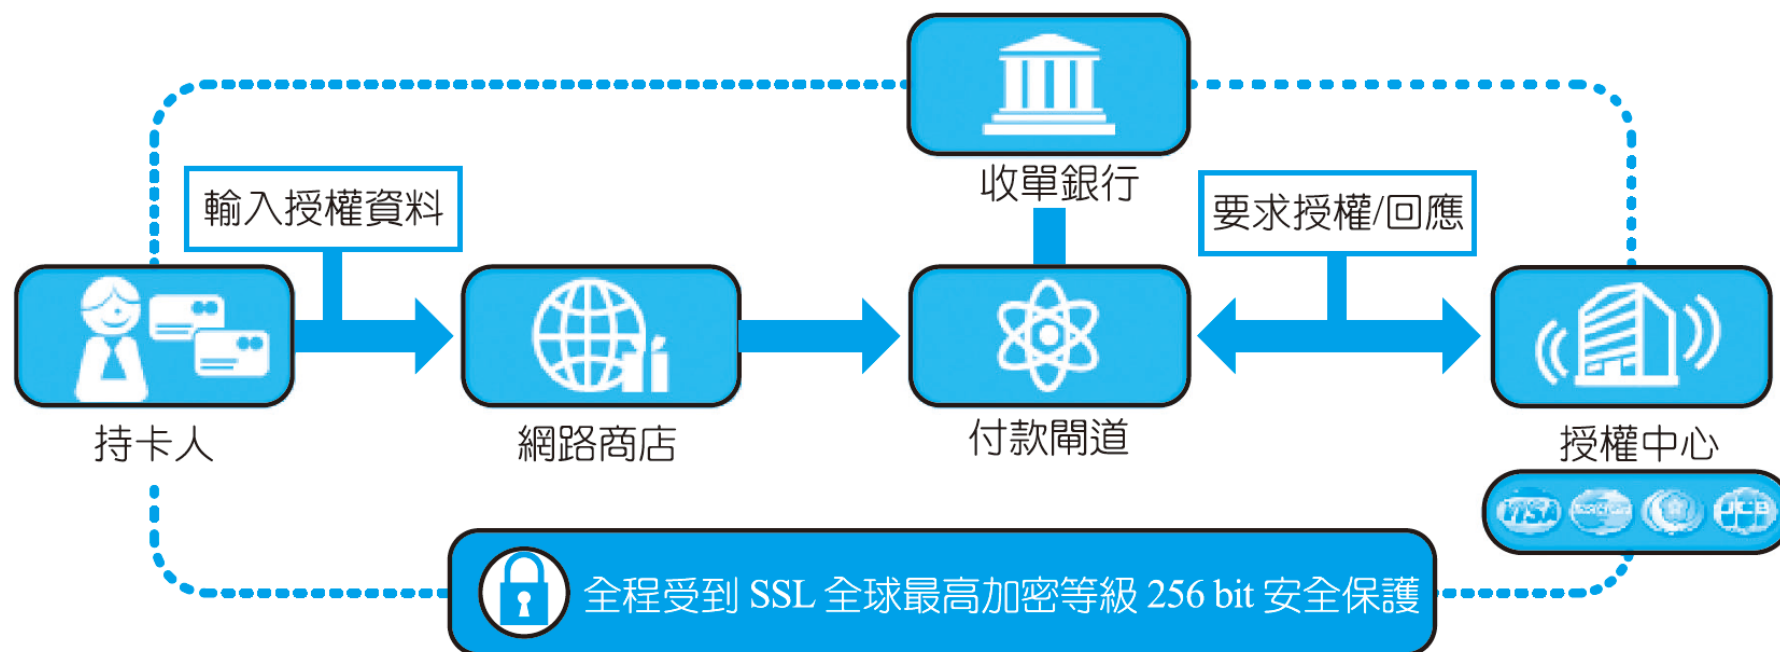 收單銀行
輸入授權資料
要求授權/回應
持卡人
網路商店
付款閘道
授權中心
VISA
JCB
全程受到 SSL 全球最高加密等級 256 bit 安全保護